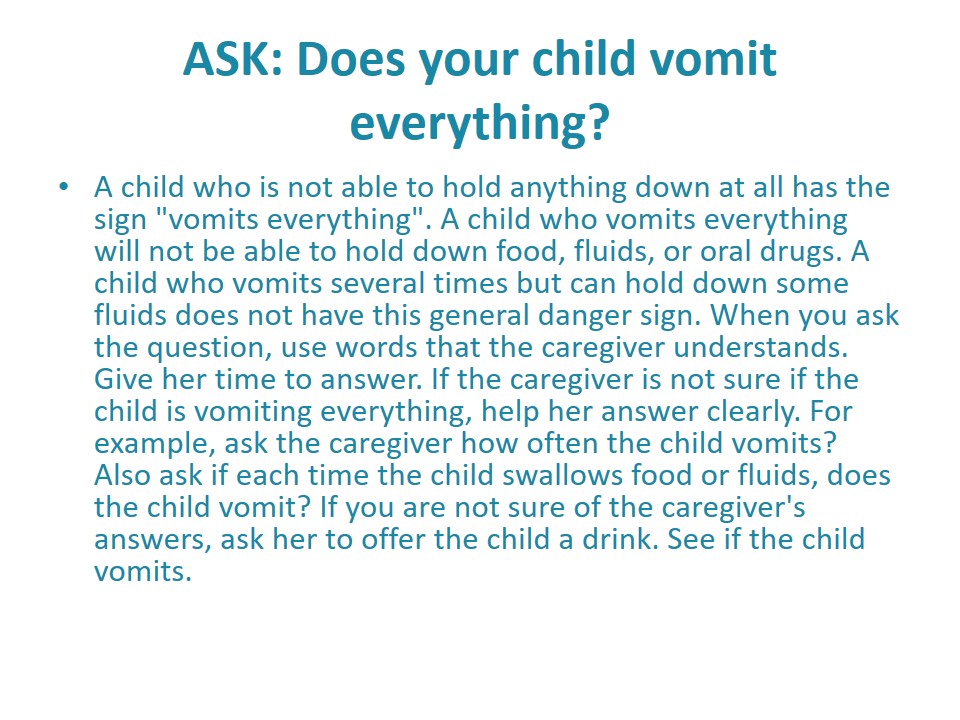 ASK: Does your child vomit
everything?
• A child who is not able to hold anything down at all has the
sign "vomits everything". A child who vomits everything
will not be able to hold down food, fluids, or oral drugs. A
child who vomits several times but can hold down some
fluids does not have this general danger sign. When you ask
the question, use words that the caregiver understands.
Give her time to answer. If the caregiver is not sure if the
child is vomiting everything, help her answer clearly. For
example, ask the caregiver how often the child vomits?
Also ask if each time the child swallows food or fluids, does
the child vomit? If you are not sure of the caregiver's
answers, ask her to offer the child a drink. See if the child
vomits.